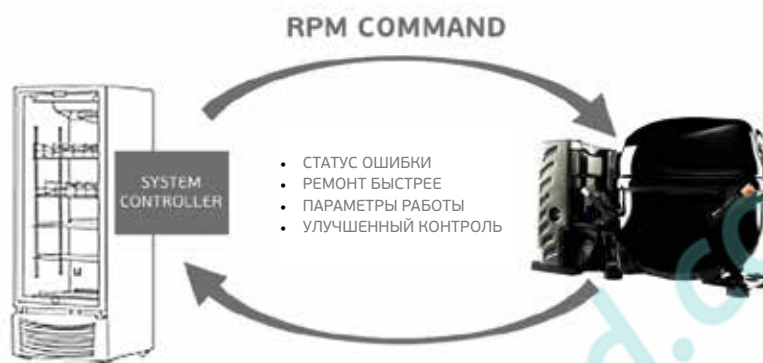 RPM COMMAND
SYSTEM
CONTROLLER
• СТАТУС ОШИБКИ
• РЕМОНТ БЫСТРЕЕ
• ПАРАМЕТРЫ РАБОТЫ
• УЛУЧШЕННЫЙ КОНТРОЛЬ